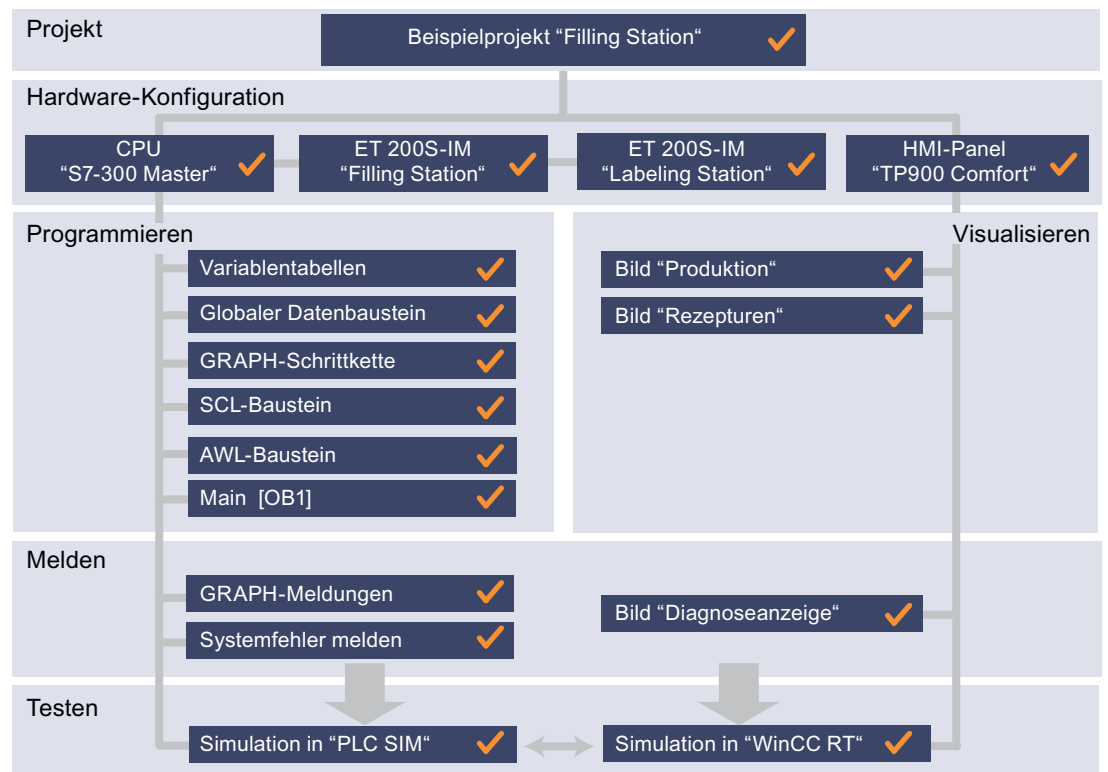 Projekt
Beispielprojekt “Filling Station“
Hardware-Konfiguration
CPU
“S7-300 Master“
ET 200S-IM
“Filling Station“
ET 200S-IM
“Labeling Station“
HMI-Panel
“TP900 Comfort“
Programmieren
Variablentabellen
Globaler Datenbaustein
GRAPH-Schrittkette
SCL-Baustein
AWL-Baustein
Main [OB1]
Visualisieren
Bild “Produktion“
Bild “Rezepturen“
Melden
GRAPH-Meldungen
Systemfehler melden
Bild “Diagnoseanzeige“
Testen
Simulation in “PLC SIM“
Simulation in “WinCC RT“